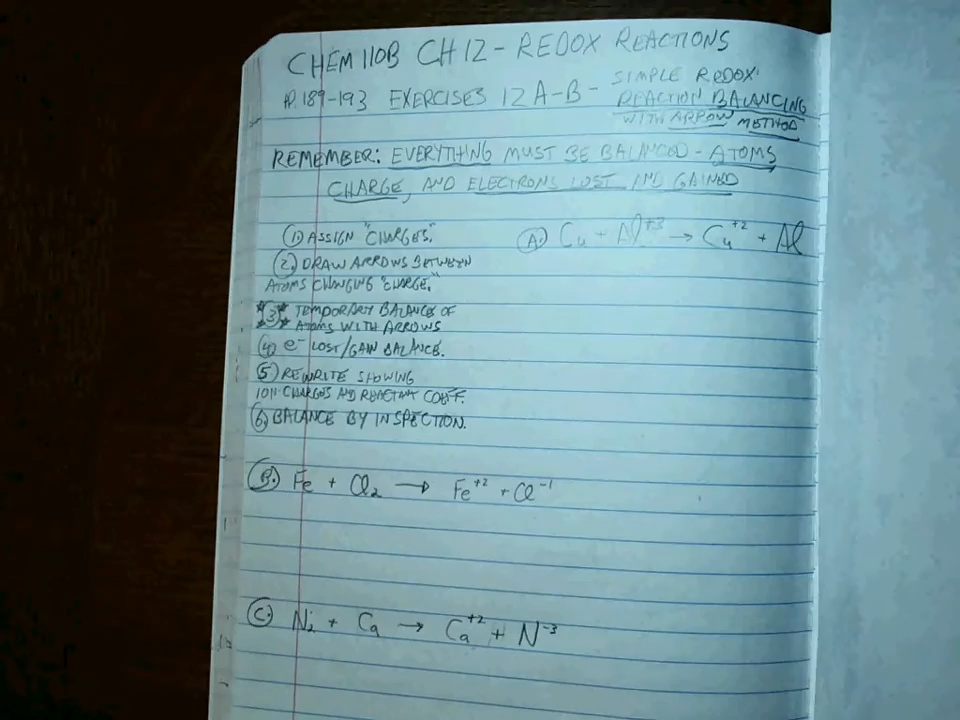 CHEM 110B CH 12 - REDOX REACTIONS
PP. 189-193 EXERCISES 12 A-B - SIMPLE REDOX
REACTION BALANCING
WITH ARROW METHOD
REMEMBER: EVERYTHING MUST BE BALANCED - ATOMS
CHARGE, AND ELECTRONS LOST AND GAINED
(1.) ASSIGN "CHARGES".
(A.) Cu + Al⁺³ → Cu⁺² + Al
(2.) DRAW ARROWS BETWEEN
ATOMS CHANGING "CHARGE."
*(3)* TEMPORARY BALANCE OF
ATOMS WITH ARROWS
(4) e⁻ LOST/GAIN BALANCE.
(5.) REWRITE SHOWING
ION CHARGES AND REACTANT COEFF.
(6.) BALANCE BY INSPECTION.
(B.) Fe + Cl₂ → Fe⁺² + Cl⁻¹
(C.) N₂ + Ca → Ca⁺² + N⁻³